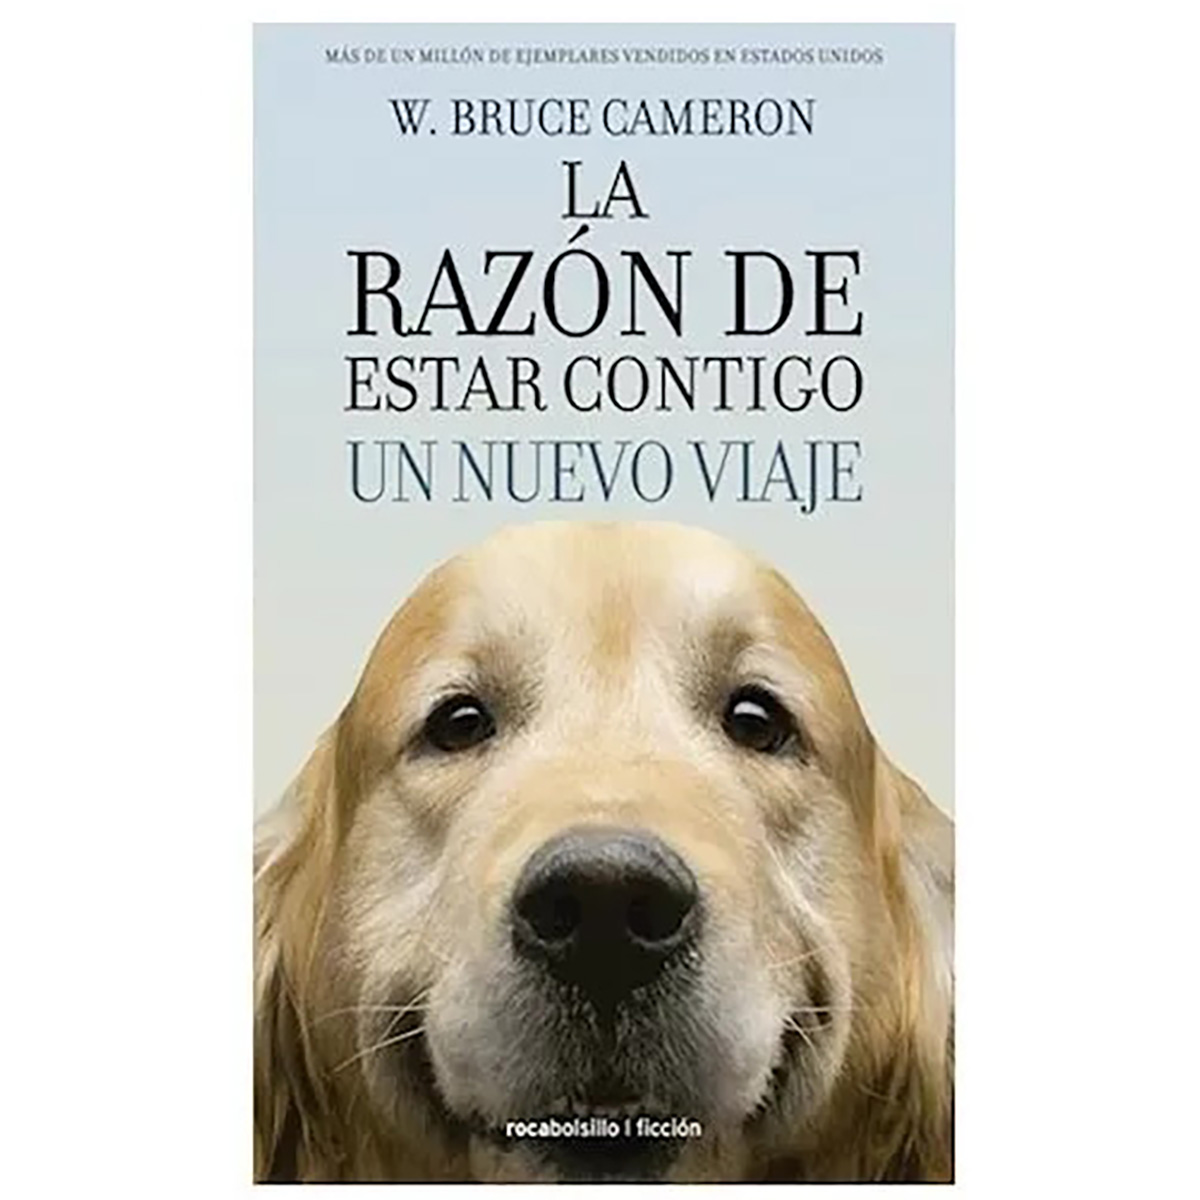 MÁS DE UN MILLÓN DE EJEMPLARES VENDIDOS EN ESTADOS UNIDOS
W. BRUCE CAMERON
LA
RAZÓN DE
ESTAR CONTIGO
UN NUEVO VIAJE
rocabolsillo | ficción